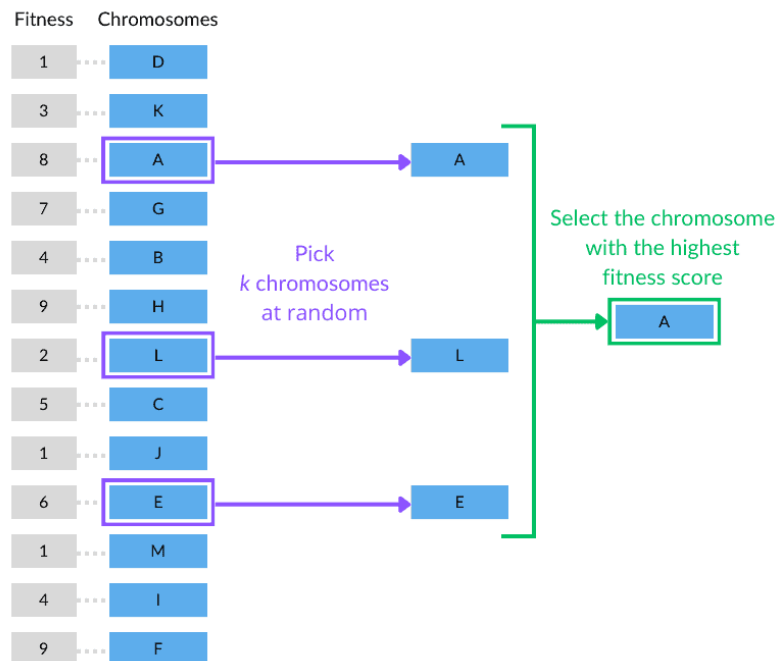 Fitness Chromosomes
1 D
3 K
8 A A
7 G
Select the chromosome
with the highest
fitness score
4 B
Pick
k chromosomes
at random
9 H
A
2 L L
5 C
1 J
6 E E
1 M
4 I
9 F